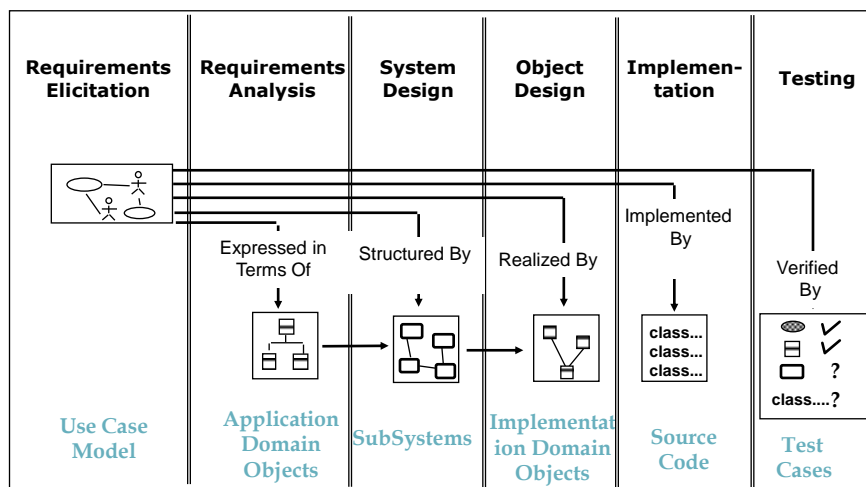 Requirements
Elicitation
Requirements
Analysis
System
Design
Object
Design
Implemen-
tation
Testing
Expressed in
Terms Of
Structured By
Realized By
Implemented
By
Verified
By
class...
class...
class...
?
class....?
Use Case
Model
Application
Domain
Objects
SubSystems
Implementat
ion Domain
Objects
Source
Code
Test
Cases